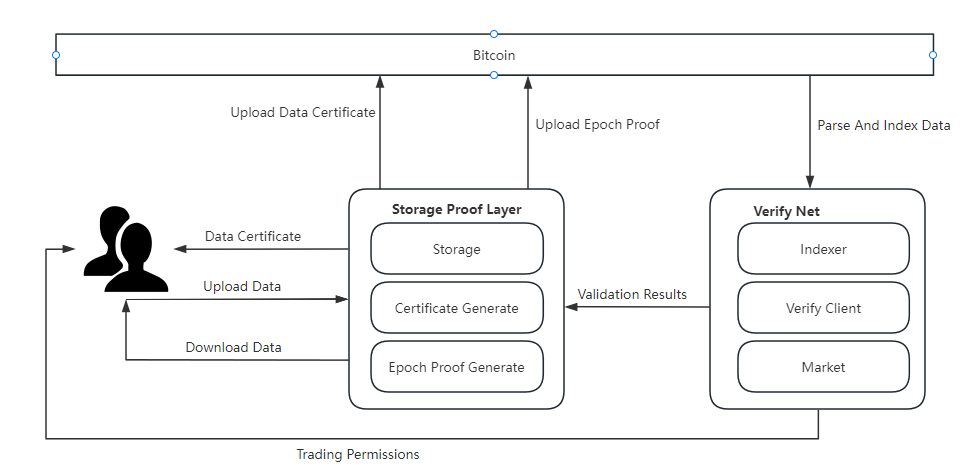 Bitcoin
Upload Data Certificate
Upload Epoch Proof
Parse And Index Data
Storage Proof Layer
Verify Net
Data Certificate
Storage
Indexer
Upload Data
Validation Results
Certificate Generate
Verify Client
Download Data
Epoch Proof Generate
Market
Trading Permissions